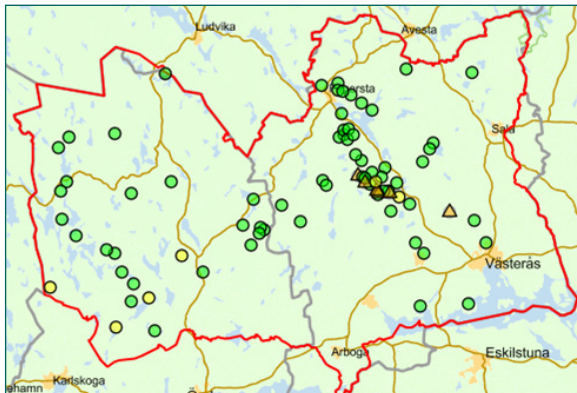 Ludvika
Avesta
Sala
Västerås
Arboga
Eskilstuna
Karlskoga